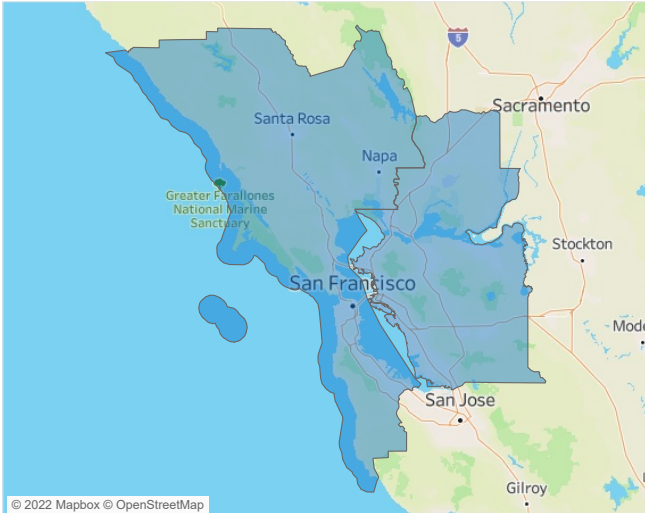 5
Sacramento
Santa Rosa
Napa
Greater Farallones
National Marine
Sanctuary
Stockton
San Francisco
Mode
San Jose
Gilroy
© 2022 Mapbox © OpenStreetMap